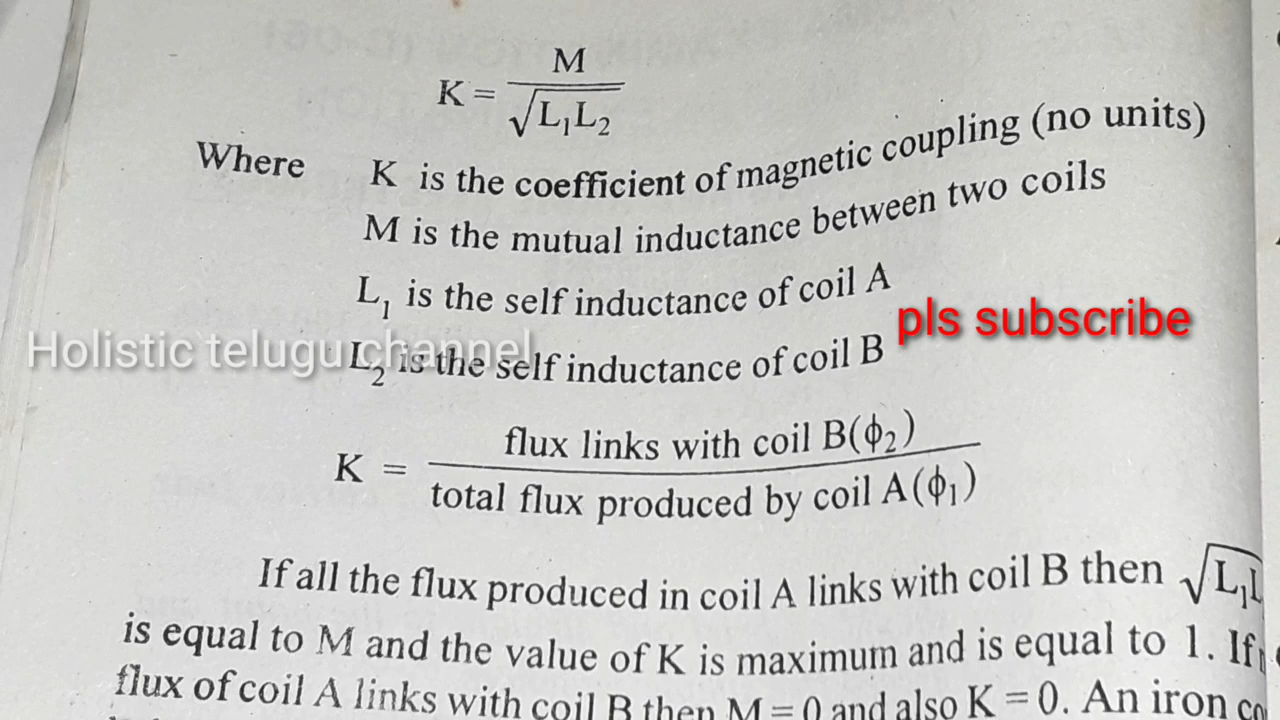 K = M / √L₁L₂
Where K is the coefficient of magnetic coupling (no units)
M is the mutual inductance between two coils
L₁ is the self inductance of coil A
pls subscribe
Holistic telugu channel
L₂ is the self inductance of coil B
K = flux links with coil B(ϕ₂) / total flux produced by coil A(ϕ₁)
If all the flux produced in coil A links with coil B then √L₁L
is equal to M and the value of K is maximum and is equal to 1. If
flux of coil A links with coil B then M = 0 and also K = 0. An iron co